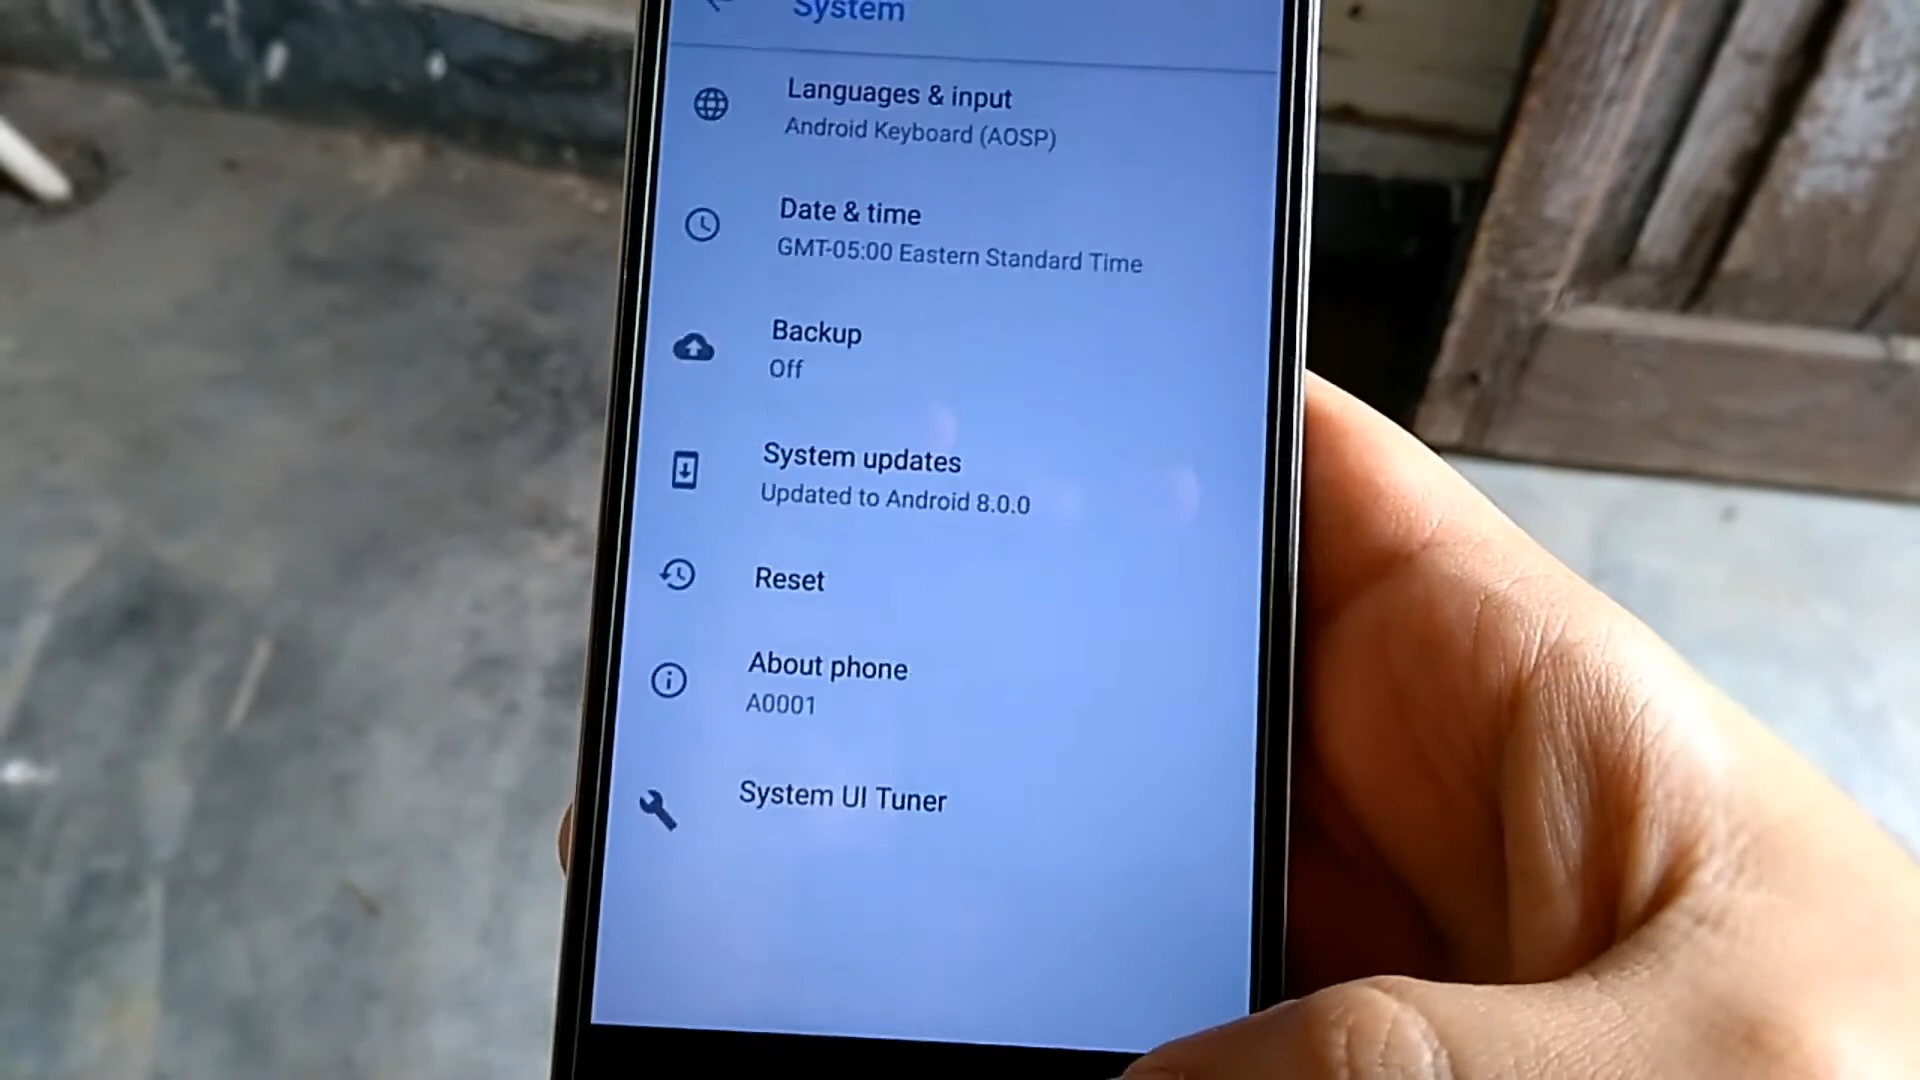 System
Languages & input
Android Keyboard (AOSP)
Date & time
GMT-05:00 Eastern Standard Time
Backup
Off
System updates
Updated to Android 8.0.0
Reset
About phone
A0001
System UI Tuner